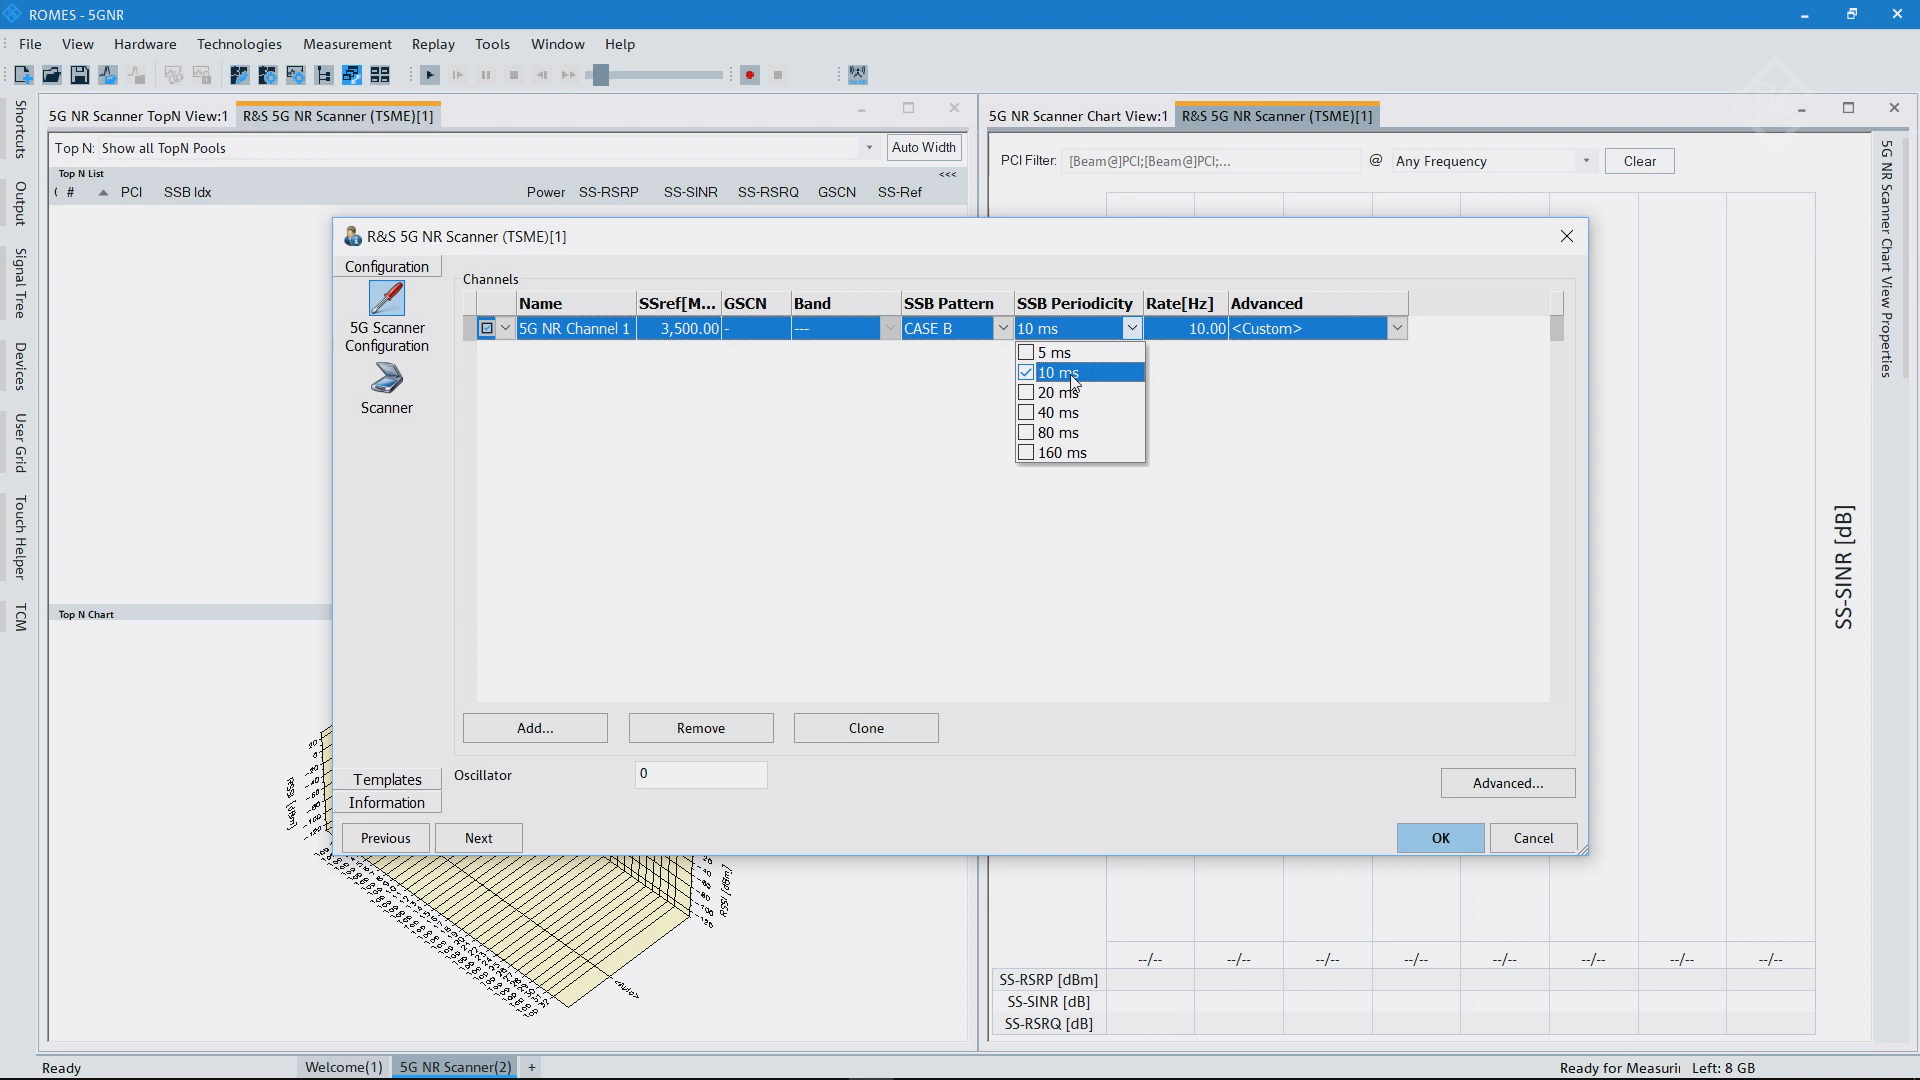 ROMES - 5GNR
File View Hardware Technologies Measurement Replay Tools Window Help
Shortcuts
Output
Signal Tree
Devices
User Grid
Touch Helper
TCM
5G NR Scanner TopN View:1 R&S 5G NR Scanner (TSME)[1]
Top N: Show all TopN Pools Auto Width
Top N List <<<
# PCI SSB Idx Power SS-RSRP SS-SINR SS-RSRQ GSCN SS-Ref
Top N Chart
RSSI [dBm]
<Auto>
5G NR Scanner Chart View:1 R&S 5G NR Scanner (TSME)[1]
PCI Filter: [Beam@]PCI;[Beam@]PCI;... @ Any Frequency Clear
5G NR Scanner Chart View Properties
SS-SINR [dB]
--/-- --/-- --/-- --/-- --/-- --/-- --/-- --/--
SS-RSRP [dBm]
SS-SINR [dB]
SS-RSRQ [dB]
R&S 5G NR Scanner (TSME)[1]
Configuration
5G Scanner
Configuration
Scanner
Templates
Information
Channels
Name SSref[M... GSCN Band SSB Pattern SSB Periodicity Rate[Hz] Advanced
5G NR Channel 1 3,500.00 - --- CASE B 10 ms 10.00 <Custom>
5 ms
10 ms
20 ms
40 ms
80 ms
160 ms
Add... Remove Clone
Oscillator 0 Advanced...
Previous Next OK Cancel
Ready Welcome(1) 5G NR Scanner(2) + Ready for Measuri Left: 8 GB